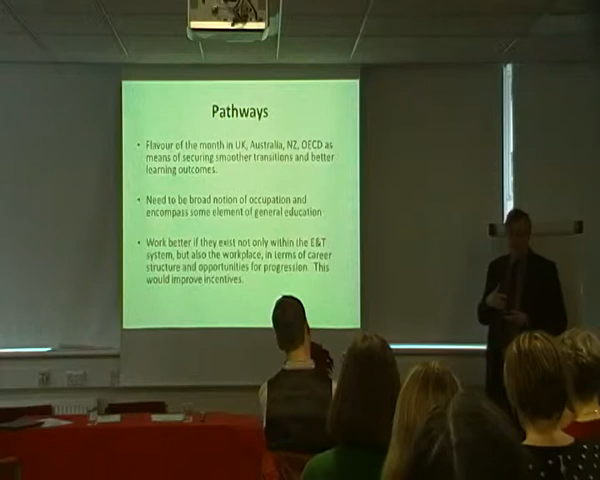 Pathways
• Flavour of the month in UK, Australia, NZ, OECD as
means of securing smoother transitions and better
learning outcomes.
• Need to be broad notion of occupation and
encompass some element of general education
• Work better if they exist not only within the E&T
system, but also the workplace, in terms of career
structure and opportunities for progression. This
would improve incentives.